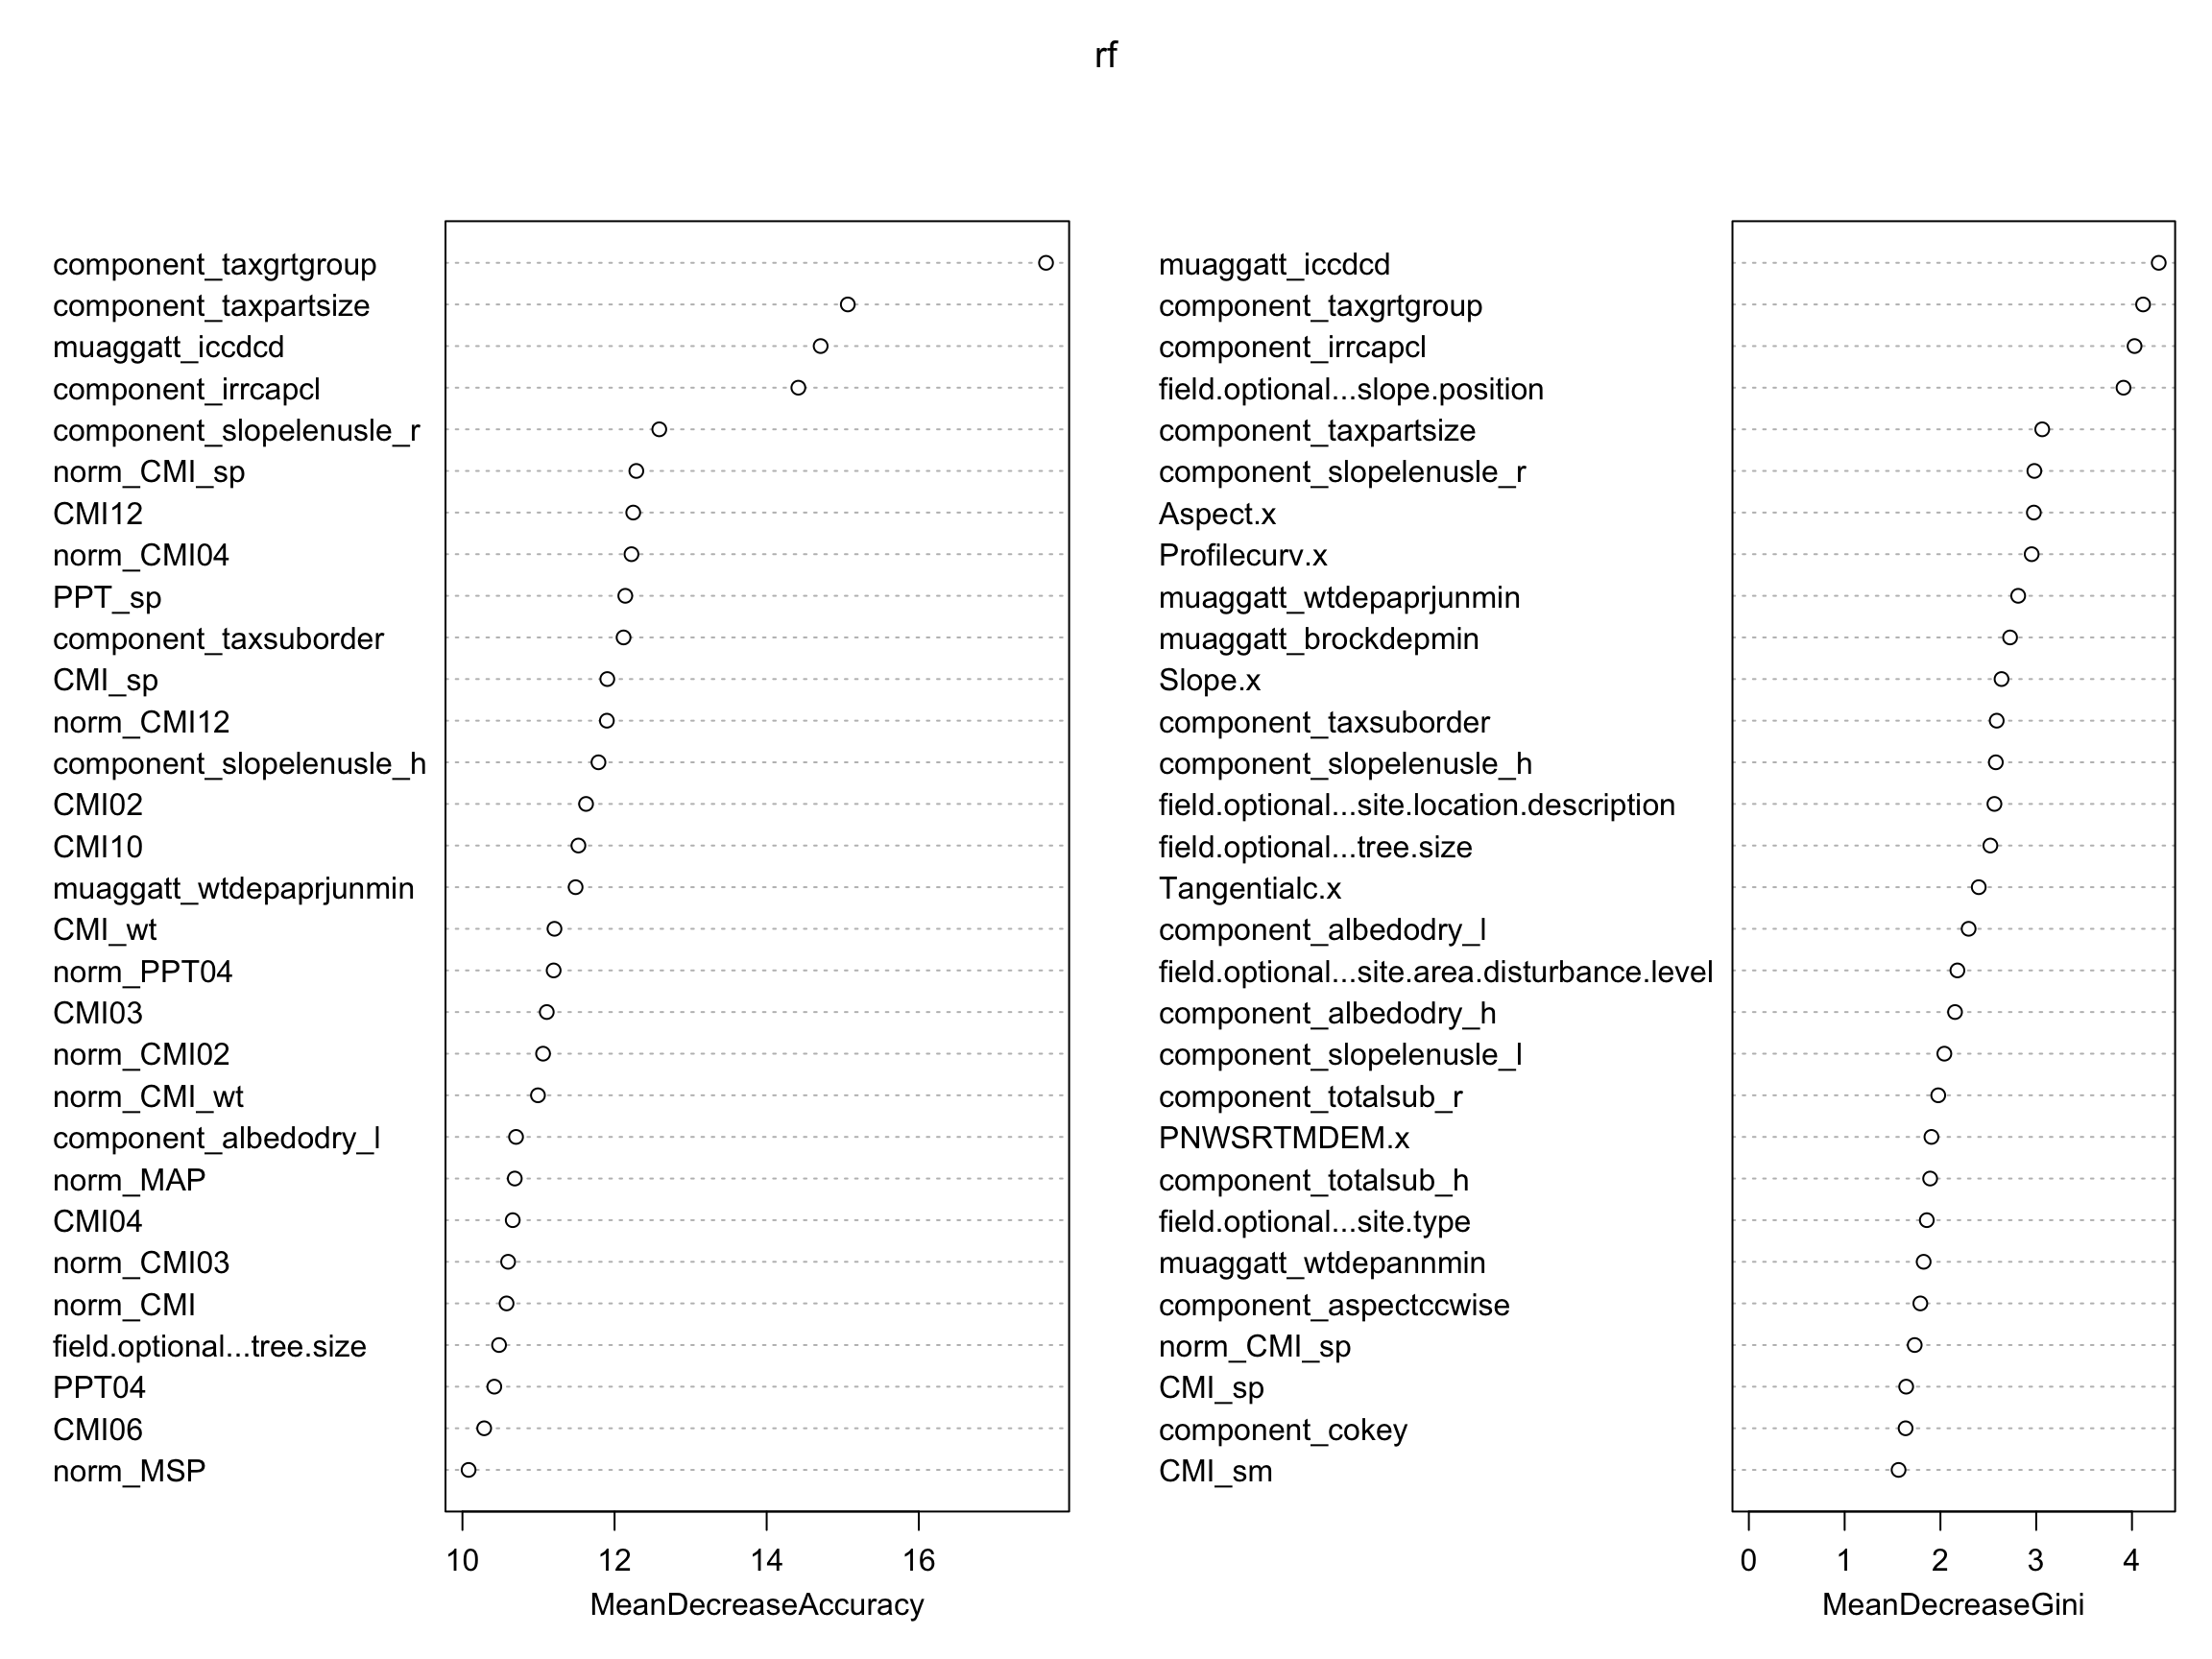 rf
component_taxgrtgroup
component_taxpartsize
muaggatt_iccdcd
component_irrcapcl
component_slopelenusle_r
norm_CMI_sp
CMI12
norm_CMI04
PPT_sp
component_taxsuborder
CMI_sp
norm_CMI12
component_slopelenusle_h
CMI02
CMI10
muaggatt_wtdepaprjunmin
CMI_wt
norm_PPT04
CMI03
norm_CMI02
norm_CMI_wt
component_albedodry_l
norm_MAP
CMI04
norm_CMI03
norm_CMI
field.optional...tree.size
PPT04
CMI06
norm_MSP
10 12 14 16
MeanDecreaseAccuracy
muaggatt_iccdcd
component_taxgrtgroup
component_irrcapcl
field.optional...slope.position
component_taxpartsize
component_slopelenusle_r
Aspect.x
Profilecurv.x
muaggatt_wtdepaprjunmin
muaggatt_brockdepmin
Slope.x
component_taxsuborder
component_slopelenusle_h
field.optional...site.location.description
field.optional...tree.size
Tangentialc.x
component_albedodry_l
field.optional...site.area.disturbance.level
component_albedodry_h
component_slopelenusle_l
component_totalsub_r
PNWSRTMDEM.x
component_totalsub_h
field.optional...site.type
muaggatt_wtdepannmin
component_aspectccwise
norm_CMI_sp
CMI_sp
component_cokey
CMI_sm
0 1 2 3 4
MeanDecreaseGini